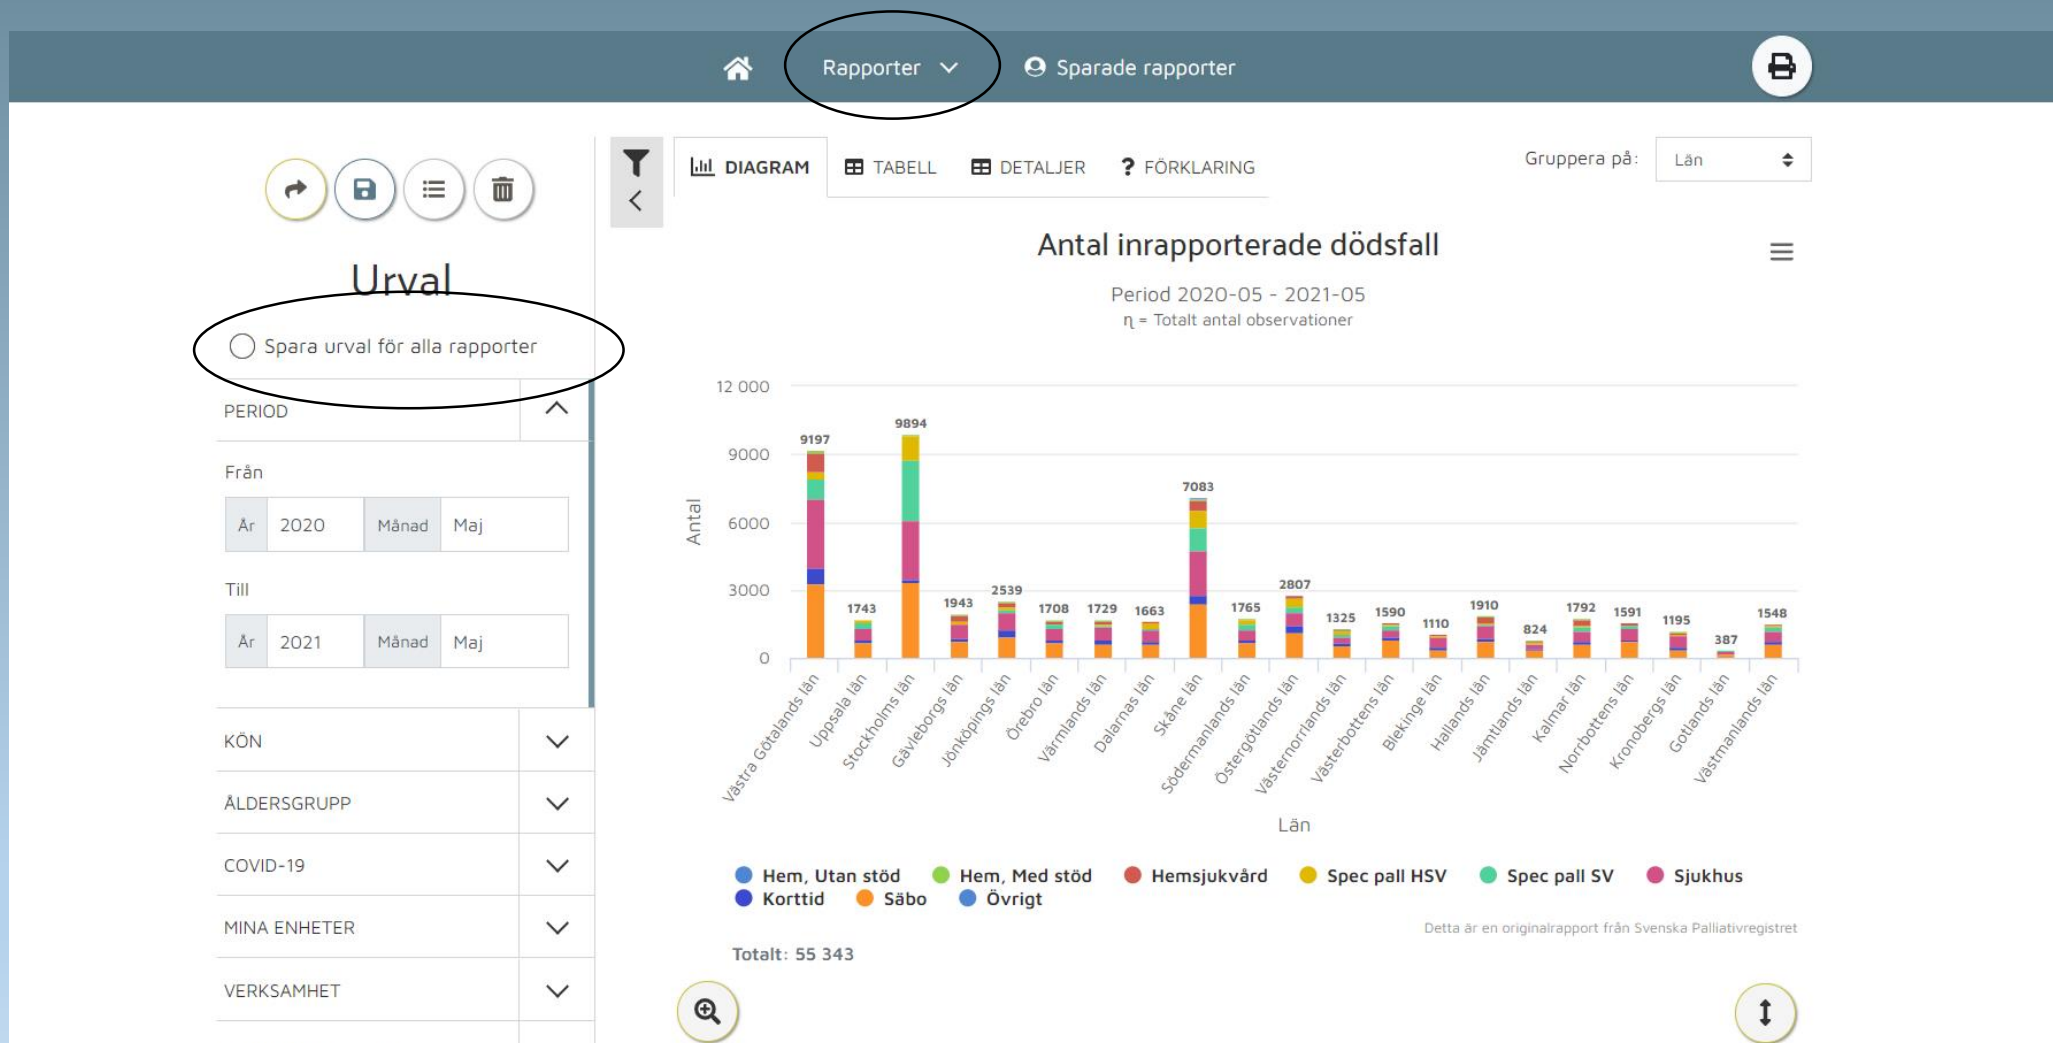 Rapporter
Sparade rapporter
DIAGRAM
TABELL
DETALJER
? FÖRKLARING
Gruppera på:
Län
Urval
Spara urval för alla rapporter
PERIOD
Från
År 2020 Månad Maj
Till
År 2021 Månad Maj
KÖN
ÅLDERSGRUPP
COVID-19
MINA ENHETER
VERKSAMHET
Antal inrapporterade dödsfall
Period 2020-05 - 2021-05
η = Totalt antal observationer
Antal
12 000
9000
6000
3000
0
9197
1743
9894
1943
2539
1708
1729
1663
7083
1765
2807
1325
1590
1110
1910
824
1792
1591
1195
387
1548
Västra Götalands län
Uppsala län
Stockholms län
Gävleborgs län
Jönköpings län
Örebro län
Värmlands län
Dalarnas län
Skåne län
Södermanlands län
Östergötlands län
Västernorrlands län
Västerbottens län
Blekinge län
Hallands län
Jämtlands län
Kalmar län
Norrbottens län
Kronobergs län
Gotlands län
Västmanlands län
Län
Hem, Utan stöd Hem, Med stöd Hemsjukvård Spec pall HSV Spec pall SV Sjukhus
Korttid Säbo Övrigt
Detta är en originalrapport från Svenska Palliativregistret
Totalt: 55 343